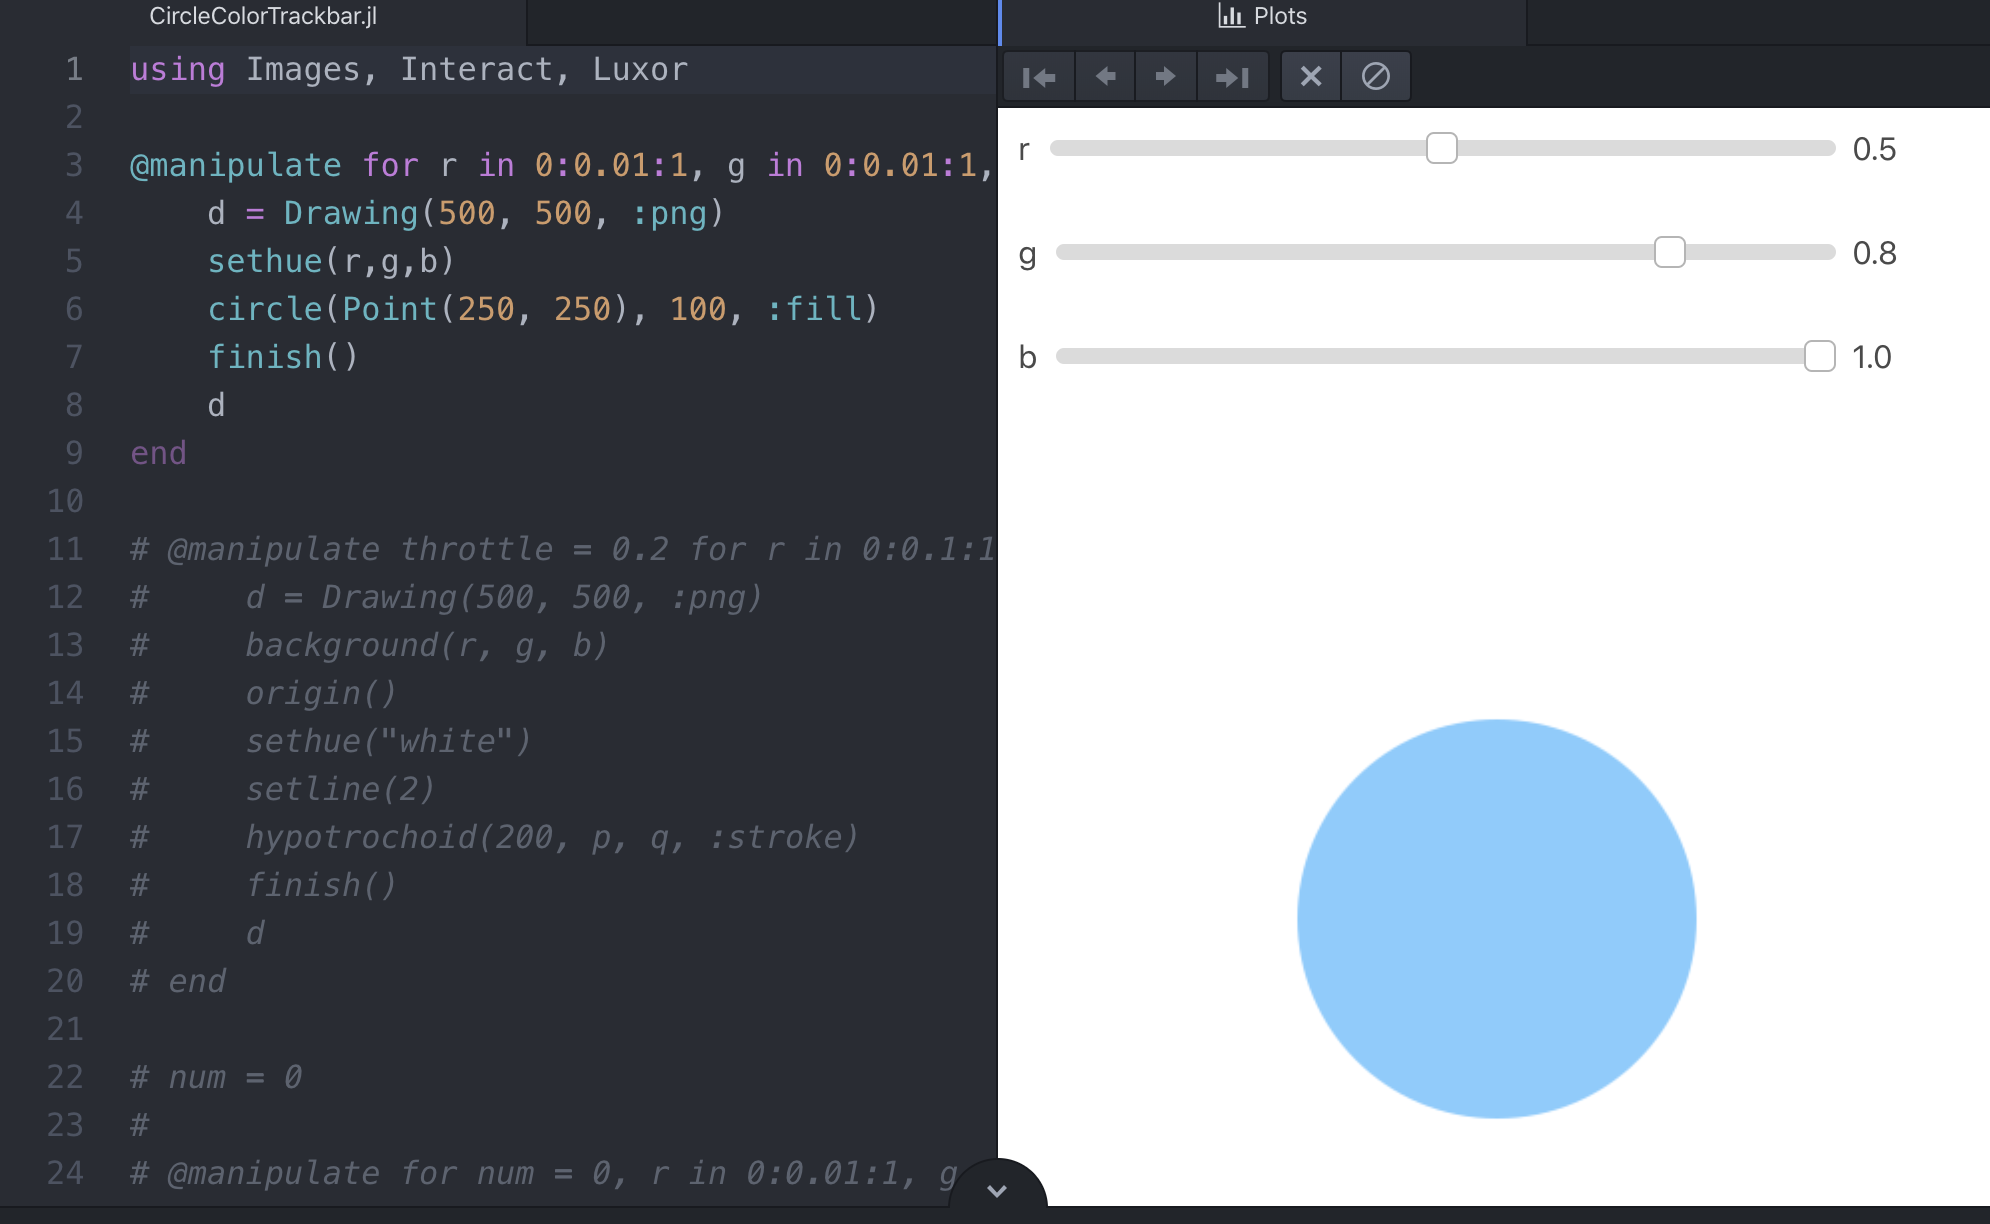 CircleColorTrackbar.jl
1 using Images, Interact, Luxor
2
3 @manipulate for r in 0:0.01:1, g in 0:0.01:1,
4 d = Drawing(500, 500, :png)
5 sethue(r,g,b)
6 circle(Point(250, 250), 100, :fill)
7 finish()
8 d
9 end
10
11 # @manipulate throttle = 0.2 for r in 0:0.1:1
12 # d = Drawing(500, 500, :png)
13 # background(r, g, b)
14 # origin()
15 # sethue("white")
16 # setline(2)
17 # hypotrochoid(200, p, q, :stroke)
18 # finish()
19 # d
20 # end
21
22 # num = 0
23 #
24 # @manipulate for num = 0, r in 0:0.01:1, g
Plots
r 0.5
g 0.8
b 1.0